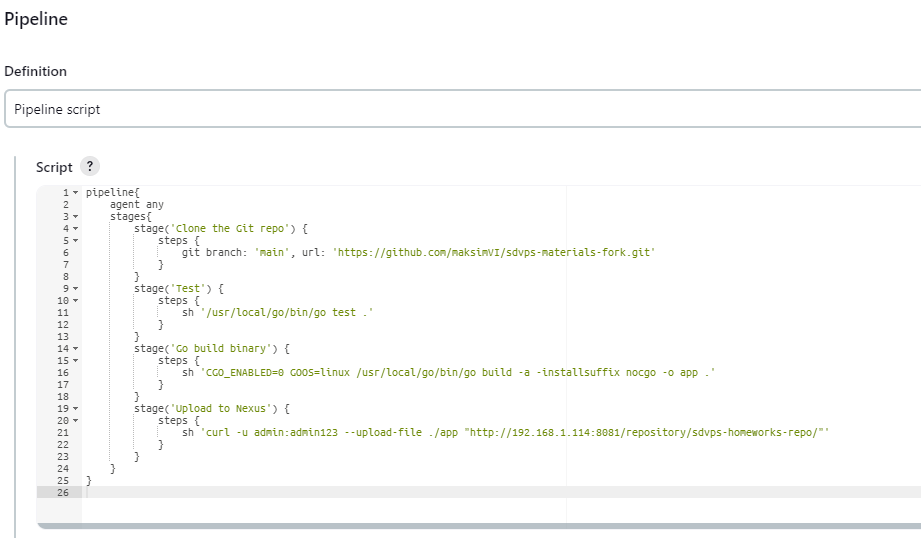 Pipeline
Definition
Pipeline script
Script ?
1 pipeline{
2     agent any
3     stages{
4         stage('Clone the Git repo') {
5             steps {
6                 git branch: 'main', url: 'https://github.com/maksimVI/sdvps-materials-fork.git'
7             }
8         }
9         stage('Test') {
10             steps {
11                 sh '/usr/local/go/bin/go test .'
12             }
13         }
14         stage('Go build binary') {
15             steps {
16                 sh 'CGO_ENABLED=0 GOOS=linux /usr/local/go/bin/go build -a -installsuffix nocgo -o app .'
17             }
18         }
19         stage('Upload to Nexus') {
20             steps {
21                 sh 'curl -u admin:admin123 --upload-file ./app "http://192.168.1.114:8081/repository/sdvps-homeworks-repo/"'
22             }
23         }
24     }
25 }
26